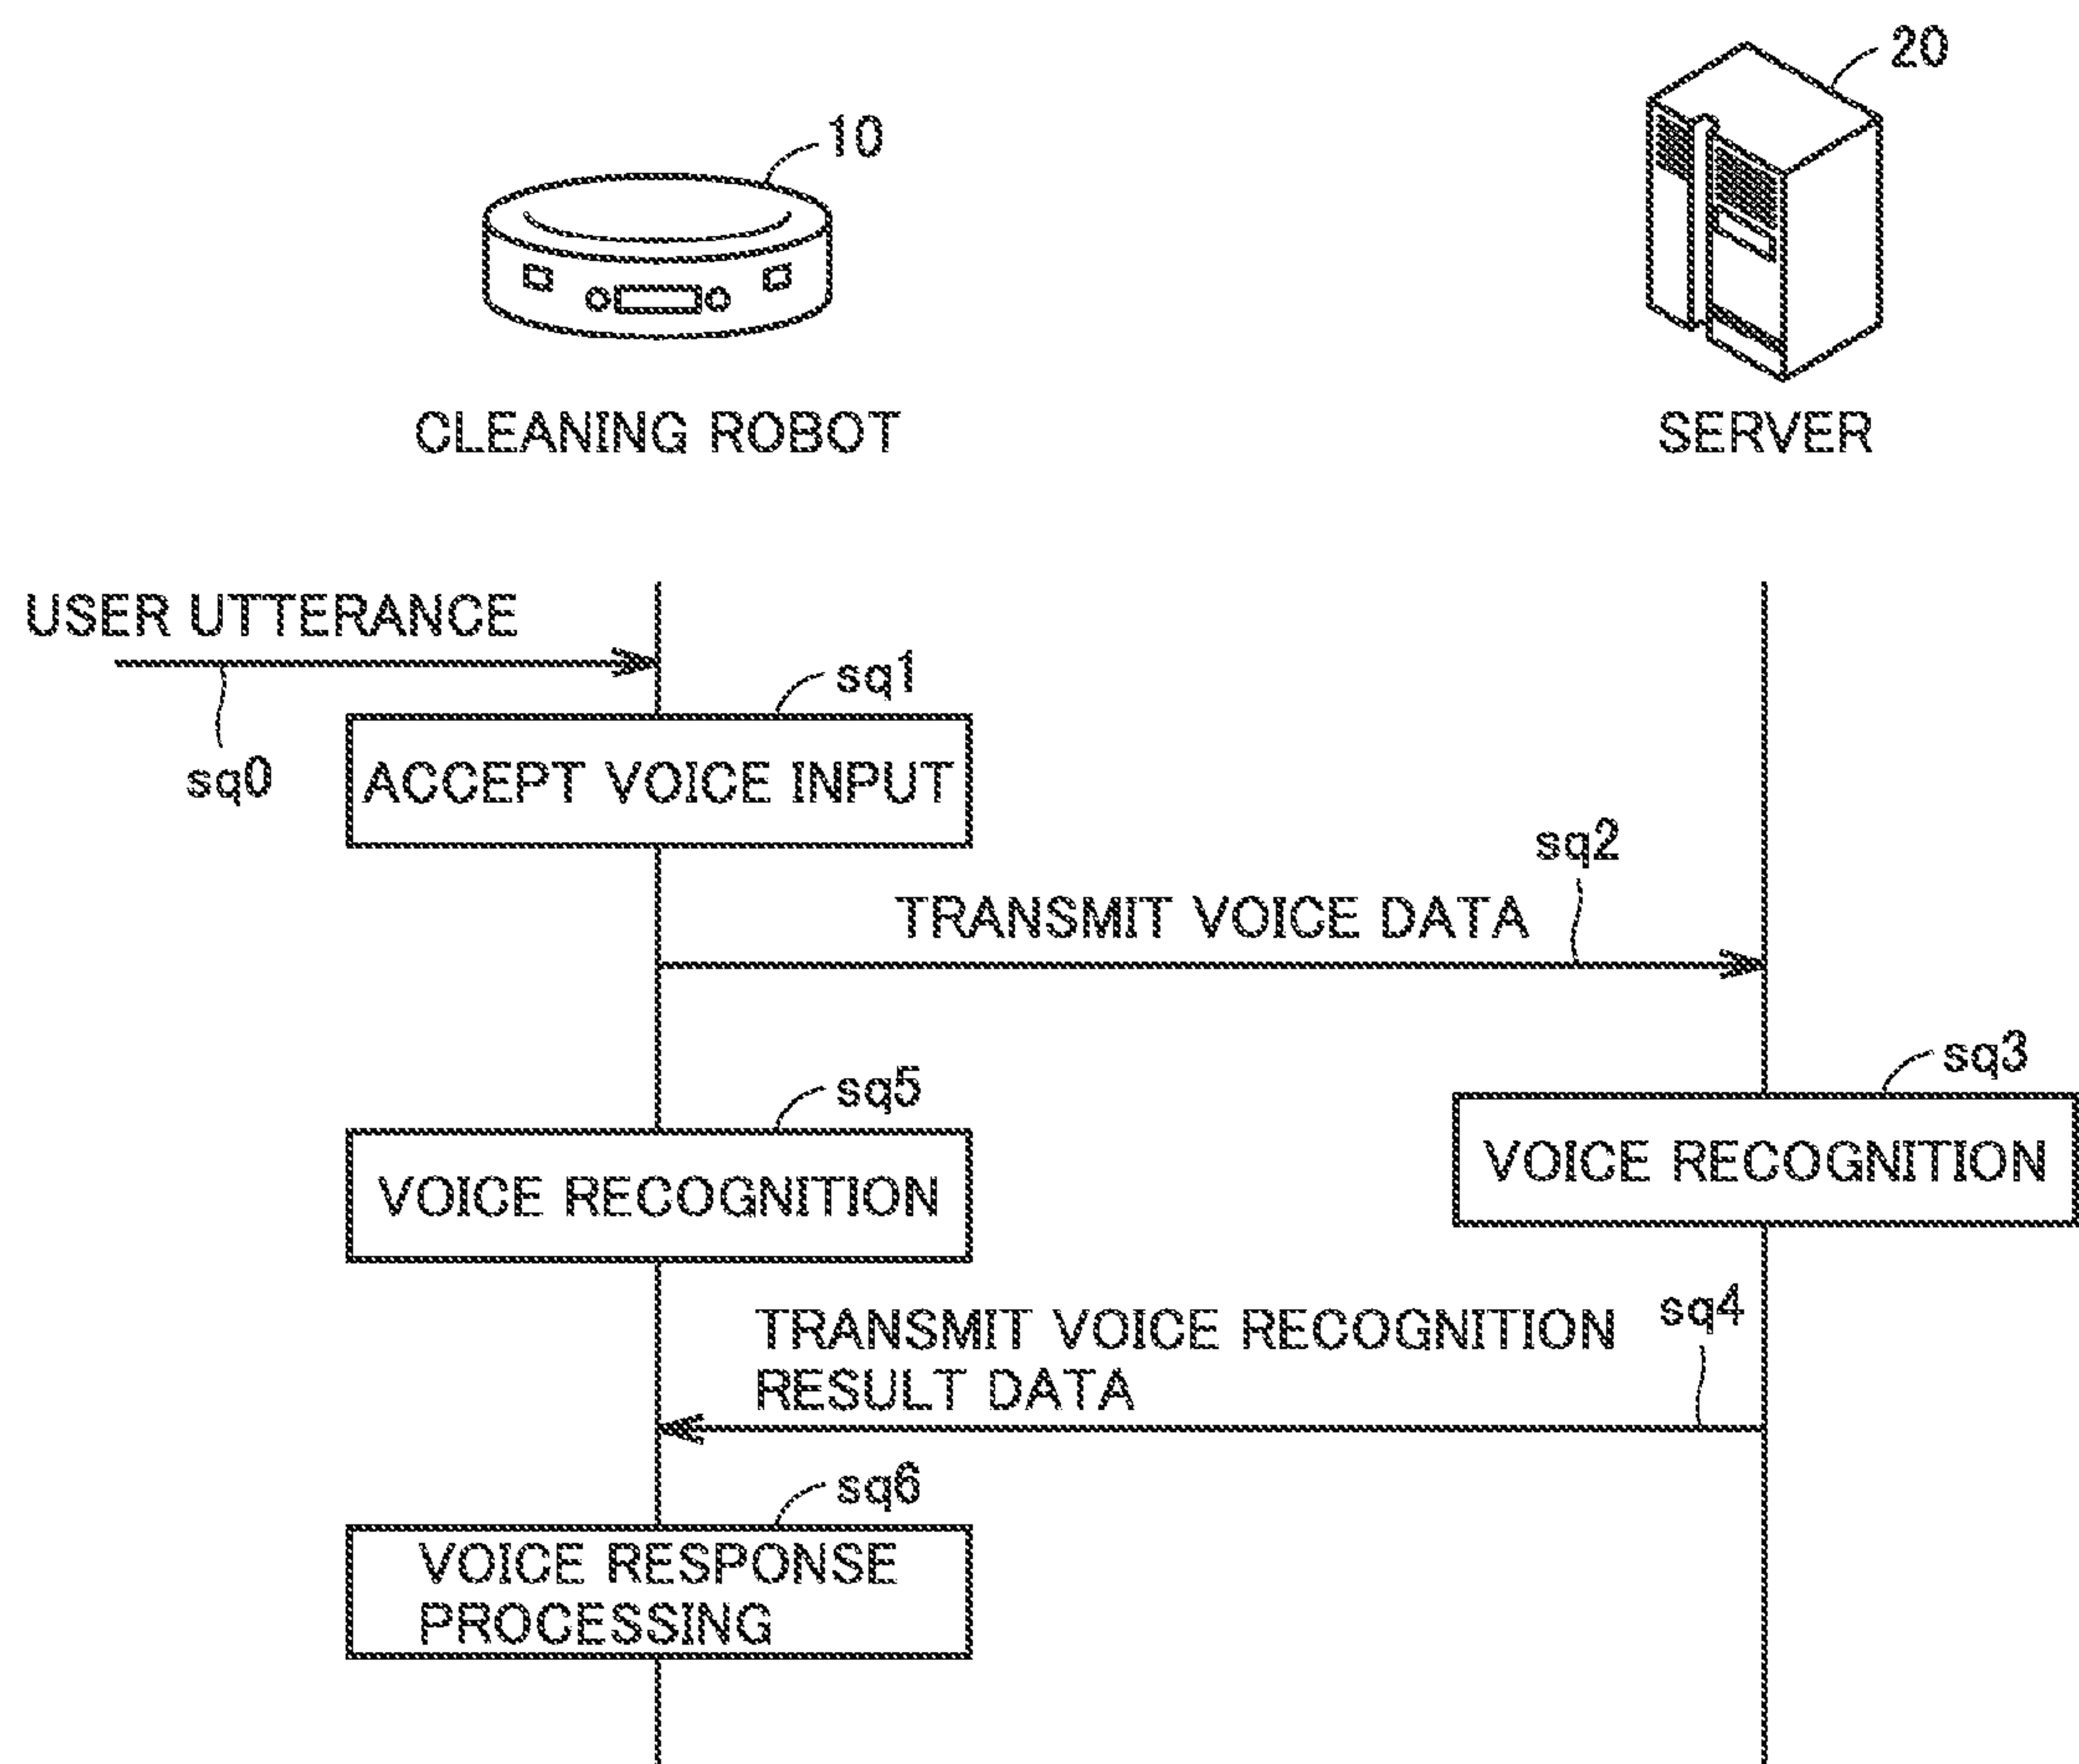 20
10
CLEANING ROBOT
SERVER
USER UTTERANCE
sq1
sq0
ACCEPT VOICE INPUT
sq2
TRANSMIT VOICE DATA
sq3
sq5
VOICE RECOGNITION
VOICE RECOGNITION
sq4
TRANSMIT VOICE RECOGNITION
RESULT DATA
sq6
VOICE RESPONSE
PROCESSING